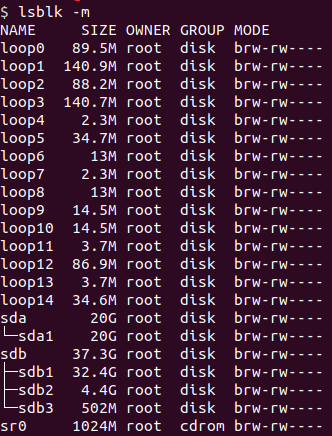 $ lsblk -m
NAME     SIZE OWNER GROUP MODE
loop0   89.5M root  disk  brw-rw----
loop1  140.9M root  disk  brw-rw----
loop2   88.2M root  disk  brw-rw----
loop3  140.7M root  disk  brw-rw----
loop4    2.3M root  disk  brw-rw----
loop5   34.7M root  disk  brw-rw----
loop6     13M root  disk  brw-rw----
loop7    2.3M root  disk  brw-rw----
loop8     13M root  disk  brw-rw----
loop9   14.5M root  disk  brw-rw----
loop10  14.5M root  disk  brw-rw----
loop11   3.7M root  disk  brw-rw----
loop12  86.9M root  disk  brw-rw----
loop13   3.7M root  disk  brw-rw----
loop14  34.6M root  disk  brw-rw----
sda       20G root  disk  brw-rw----
└─sda1    20G root  disk  brw-rw----
sdb     37.3G root  disk  brw-rw----
├─sdb1  32.4G root  disk  brw-rw----
├─sdb2   4.4G root  disk  brw-rw----
└─sdb3   502M root  disk  brw-rw----
sr0     1024M root  cdrom brw-rw----